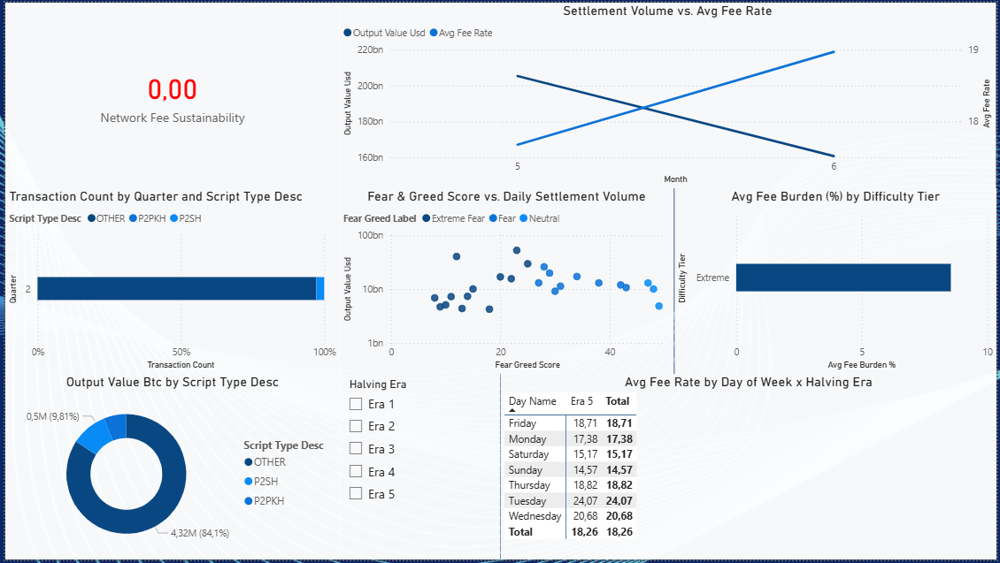 0,00
Network Fee Sustainability
Settlement Volume vs. Avg Fee Rate
Output Value Usd Avg Fee Rate
Output Value Usd
220bn
200bn
180bn
160bn
19
18
Avg Fee Rate
5 6
Month
Transaction Count by Quarter and Script Type Desc
Script Type Desc OTHER P2PKH P2SH
Quarter
2
0% 50% 100%
Transaction Count
Fear & Greed Score vs. Daily Settlement Volume
Fear Greed Label Extreme Fear Fear Neutral
Output Value Usd
100bn
10bn
1bn
0 20 40
Fear Greed Score
Avg Fee Burden (%) by Difficulty Tier
Difficulty Tier
Extreme
0 5 10
Avg Fee Burden %
Output Value Btc by Script Type Desc
0,5M (9,81%)
4,32M (84,1%)
Script Type Desc
OTHER
P2SH
P2PKH
Halving Era
Era 1
Era 2
Era 3
Era 4
Era 5
Avg Fee Rate by Day of Week x Halving Era
Day Name Era 5 Total
Friday 18,71 18,71
Monday 17,38 17,38
Saturday 15,17 15,17
Sunday 14,57 14,57
Thursday 18,82 18,82
Tuesday 24,07 24,07
Wednesday 20,68 20,68
Total 18,26 18,26